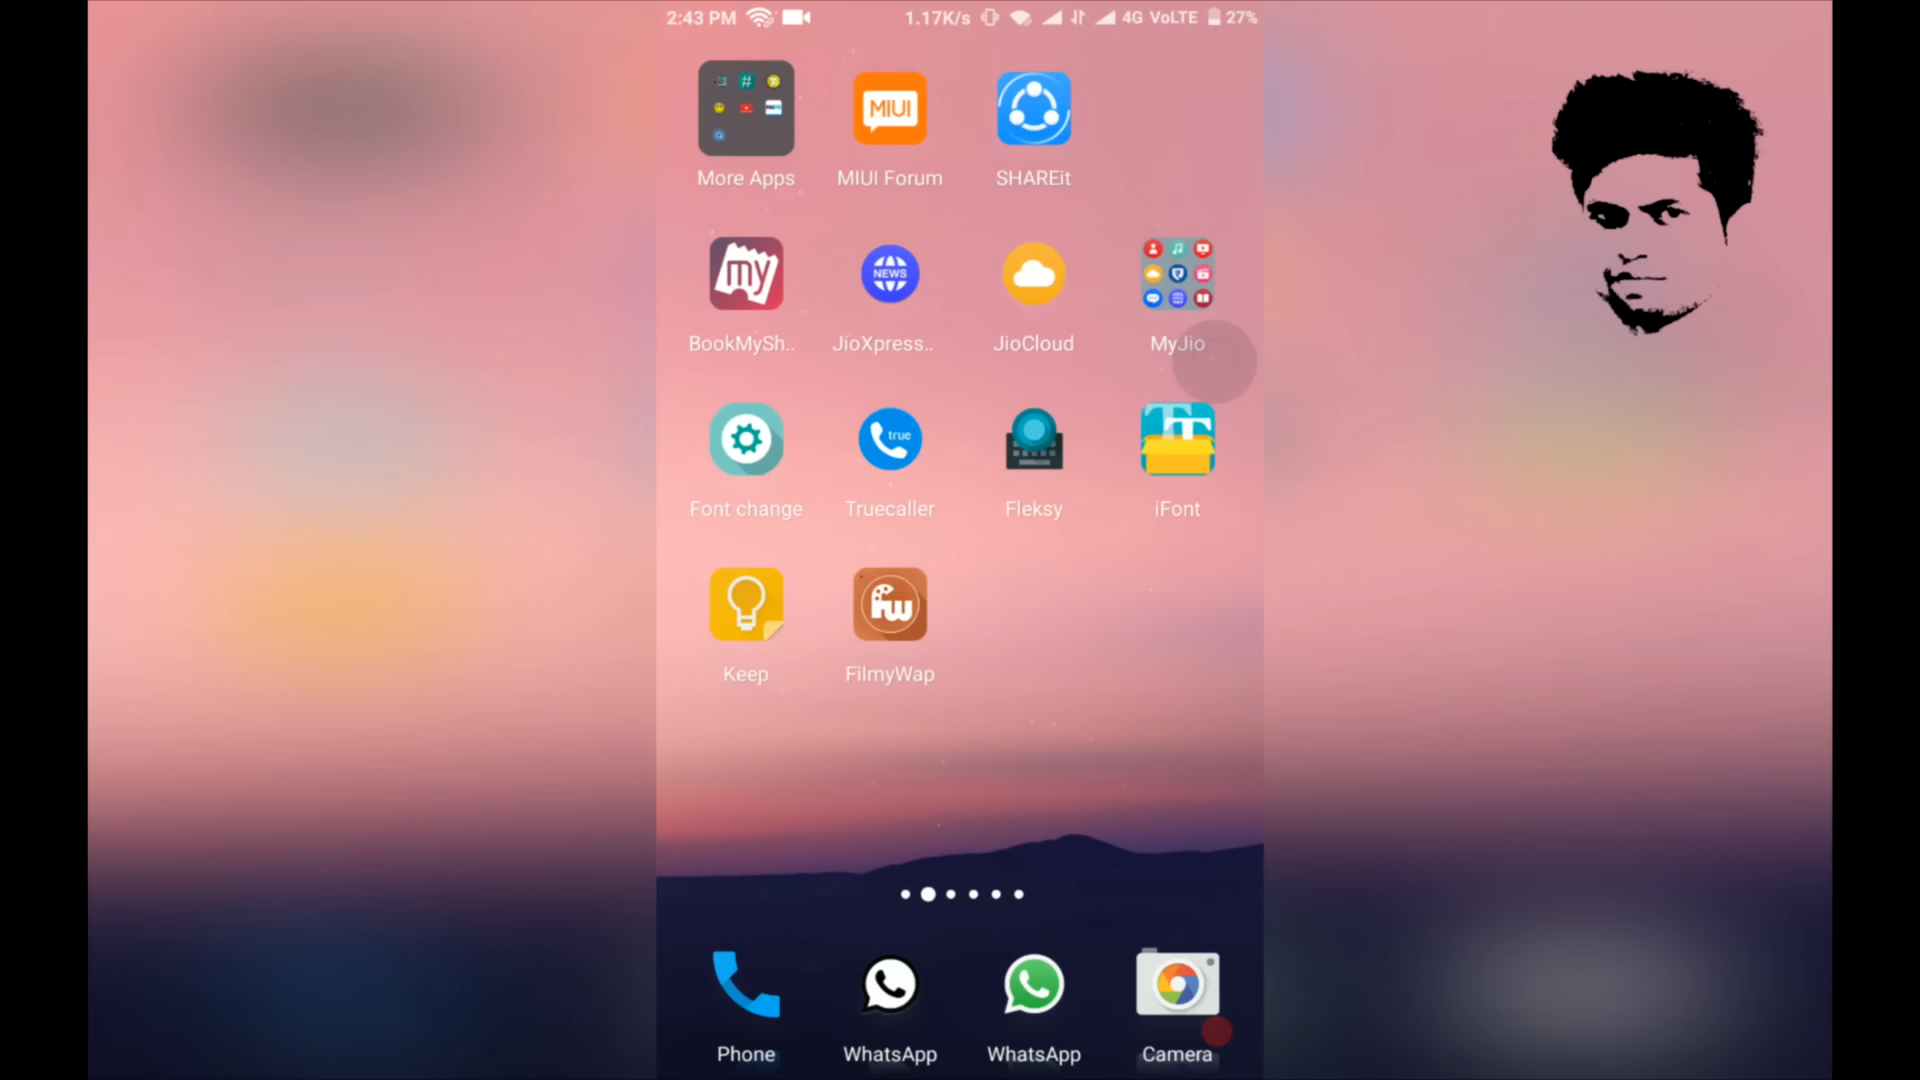 2:43 PM 1.17K/s 4G VoLTE 27%
MIUI
More Apps MIUI Forum SHAREit
my NEWS
BookMySh.. JioXpress.. JioCloud MyJio
true
Font change Truecaller Fleksy iFont
fw
Keep FilmyWap
Phone WhatsApp WhatsApp Camera